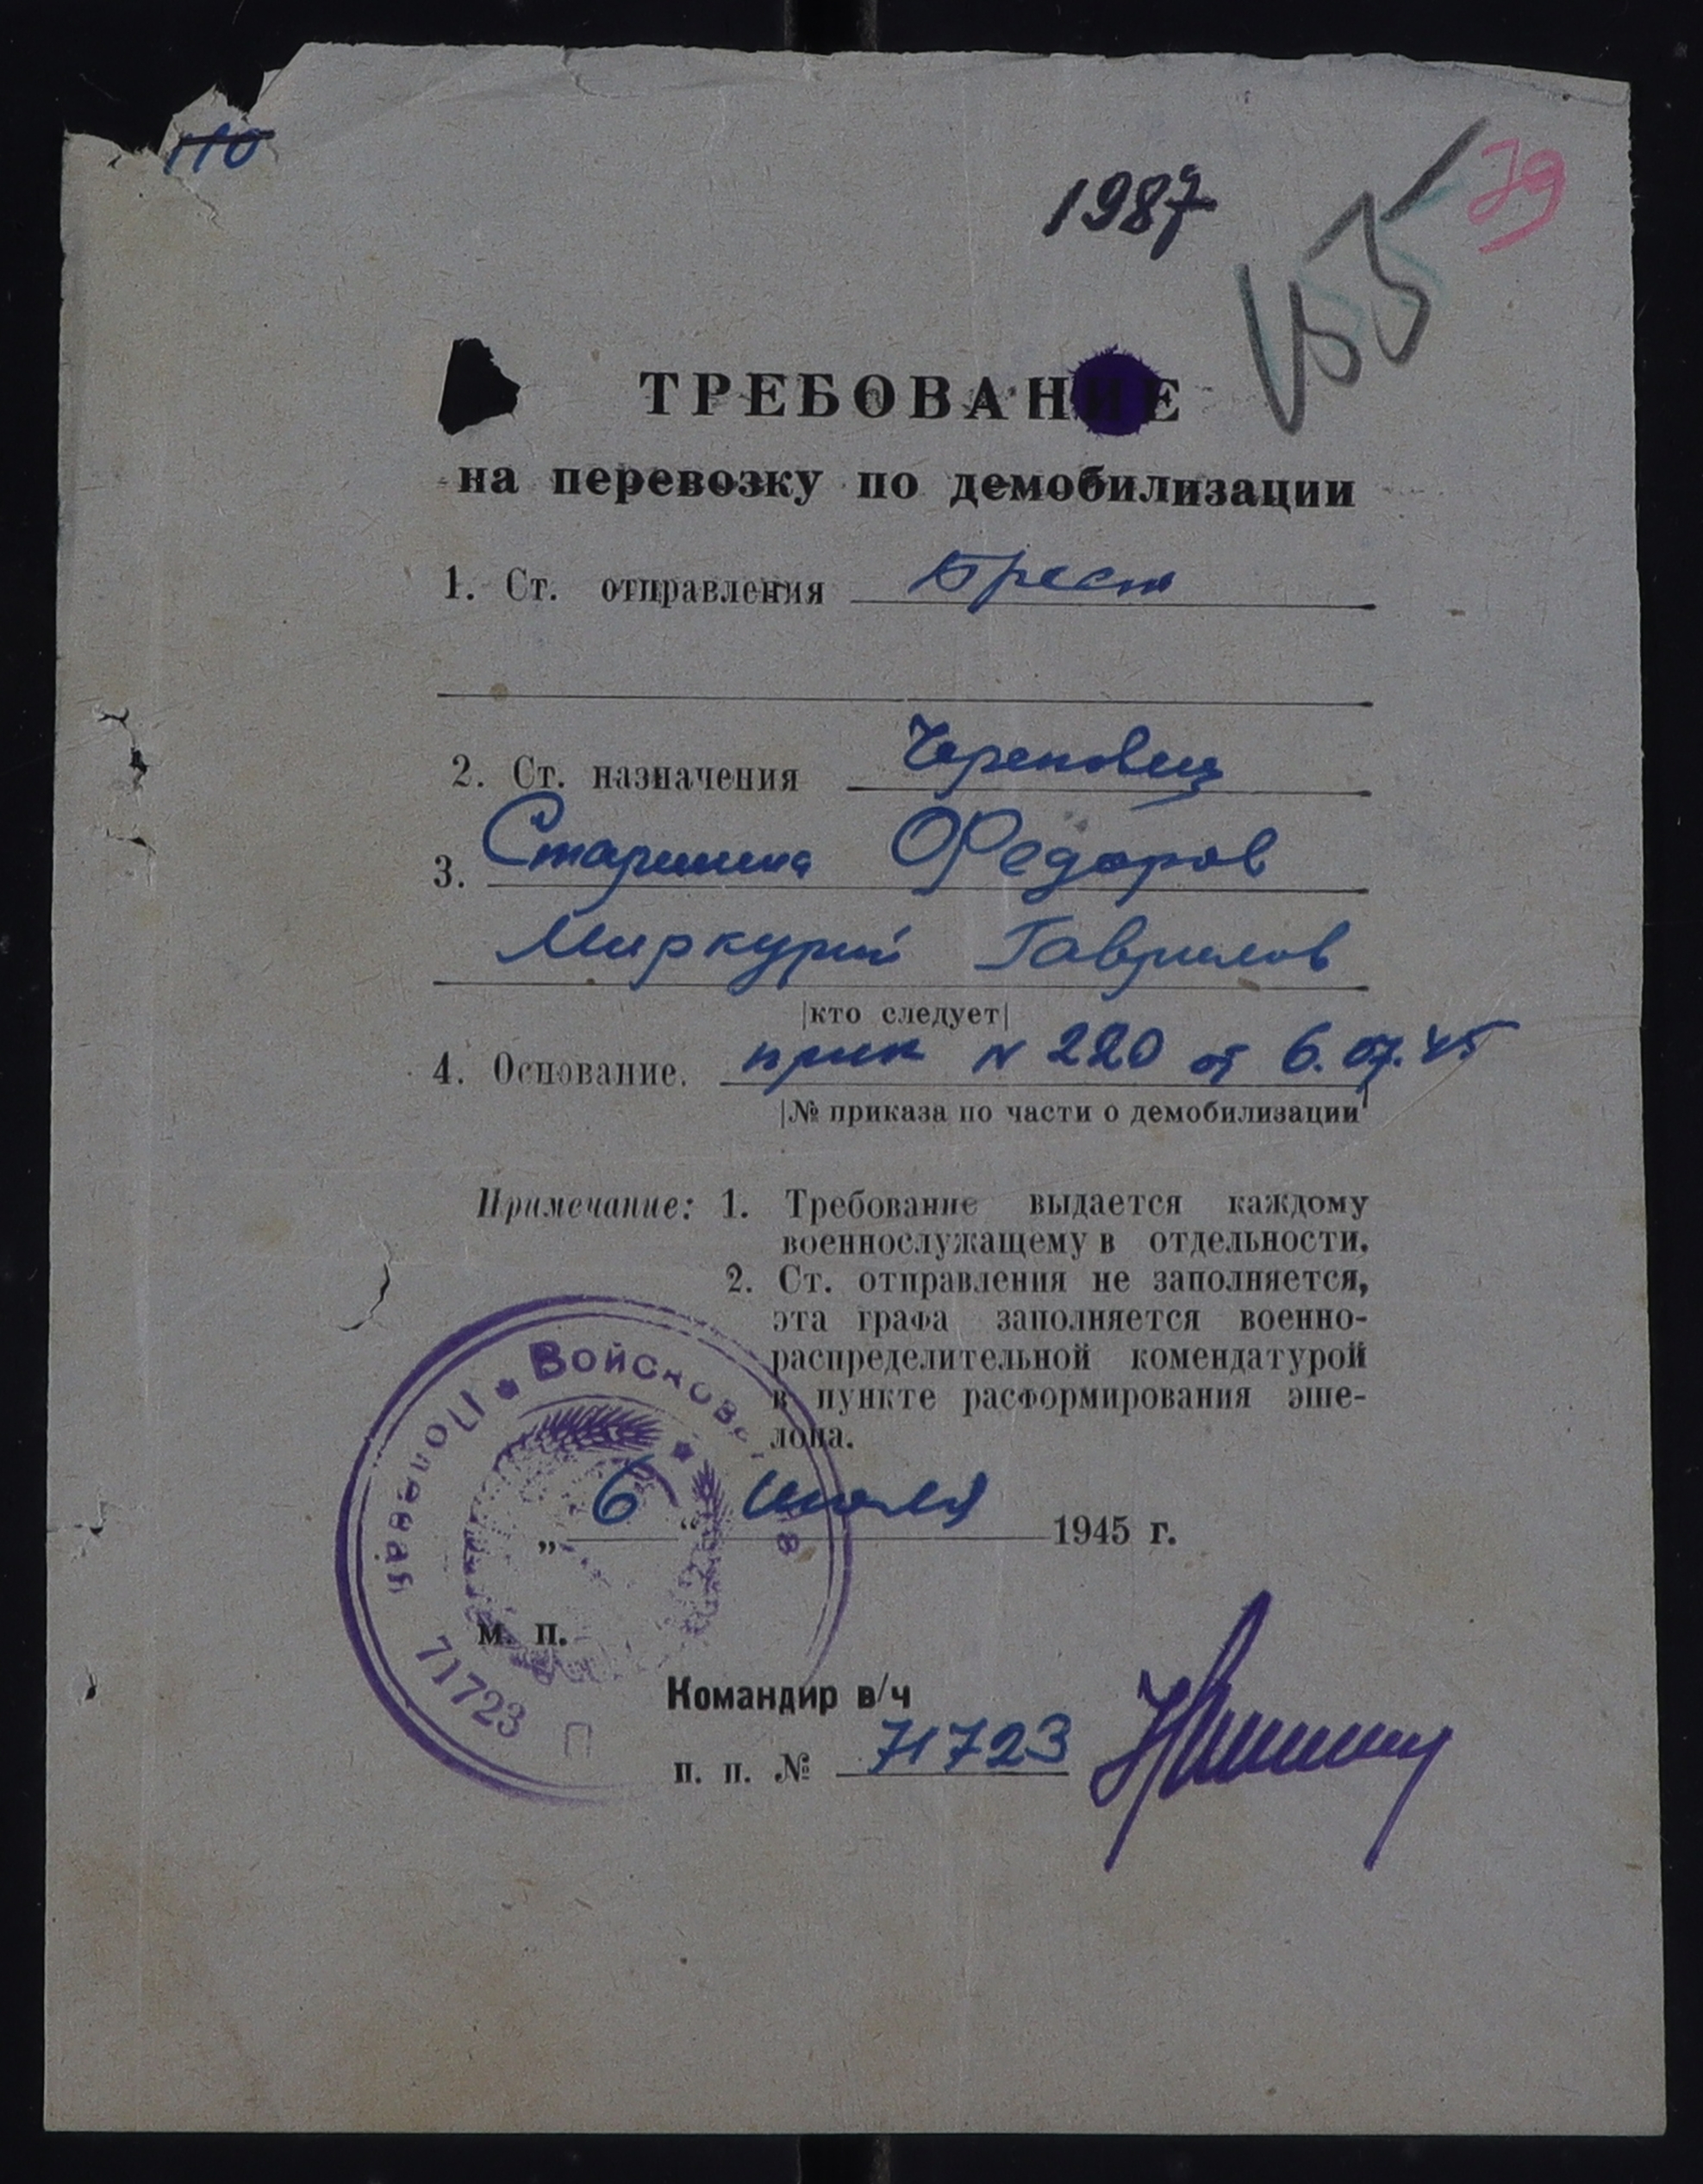 110
1987
79
55
ТРЕБОВАНИЕ
на перевозку по демобилизации
1. Ст. отправления Брест
2. Ст. назначения Череповец
3. Старшина Федоров
Миркурий Гаврилов
|кто следует|
4. Основание. прик N 220 от 6.07.45
|№ приказа по части о демобилизации|
Примечание: 1. Требование выдается каждому
военнослужащему в отдельности.
2. Ст. отправления не заполняется,
эта графа заполняется военно-
распределительной комендатурой
в пункте расформирования эше-
лона.
„ 6 “ июля 1945 г.
м. п.
Войсковая
Полевая
71723
П
Командир в/ч
п. п. № 71723